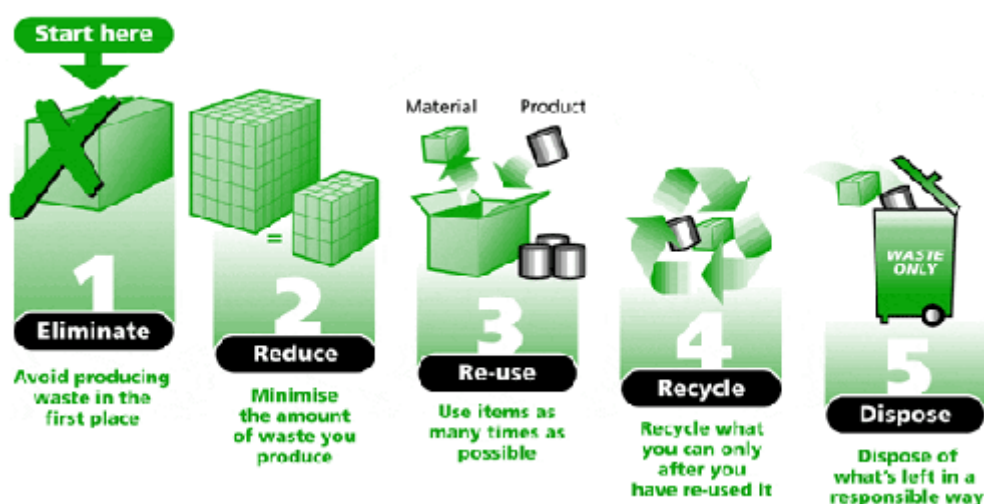 Start here
1
Eliminate
Avoid producing
waste in the
first place
=
2
Reduce
Minimise
the amount
of waste you
produce
Material
Product
3
Re-use
Use items as
many times as
possible
4
Recycle
Recycle what
you can only
after you
have re-used it
WASTE
ONLY
5
Dispose
Dispose of
what's left in a
responsible way